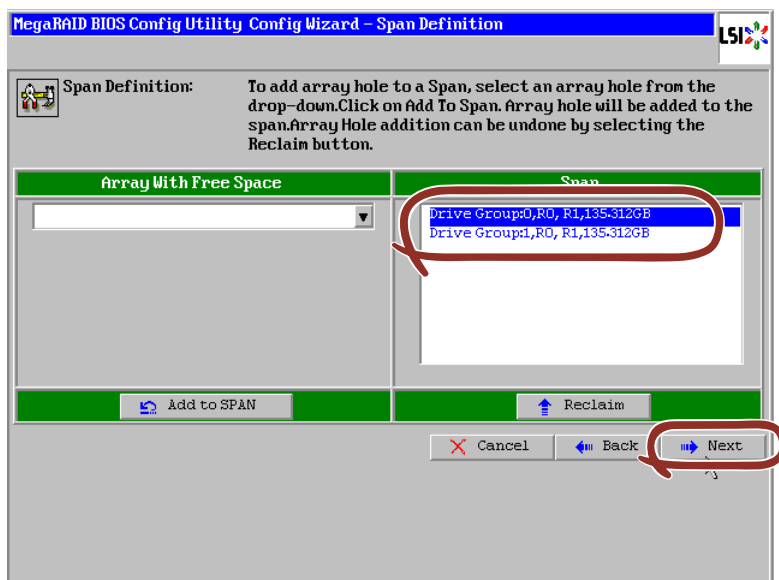 MegaRAID BIOS Config Utility Config Wizard – Span Definition
LSI
Span Definition:
To add array hole to a Span, select an array hole from the
drop-down.Click on Add To Span. Array hole will be added to the
span.Array Hole addition can be undone by selecting the
Reclaim button.
Array With Free Space
Span
Drive Group:0,R0, R1,135.312GB
Drive Group:1,R0, R1,135.312GB
Add to SPAN
Reclaim
Cancel
Back
Next